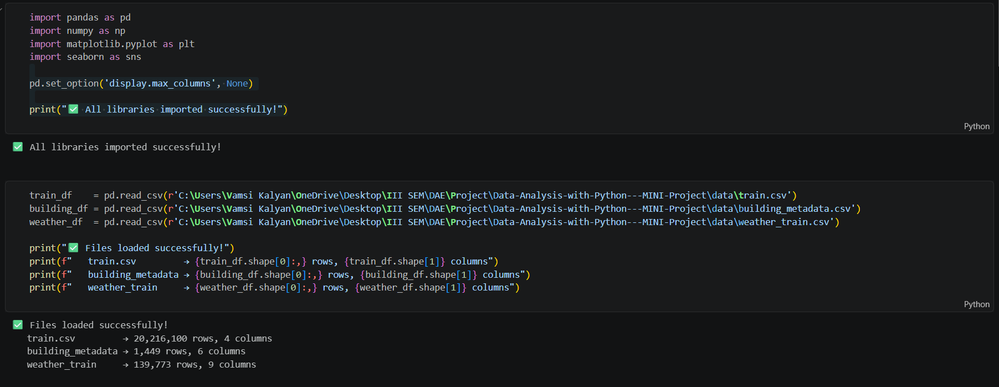 import pandas as pd
import numpy as np
import matplotlib.pyplot as plt
import seaborn as sns
pd.set_option('display.max_columns', None)
print("✅ All libraries imported successfully!")
Python
✅ All libraries imported successfully!
train_df    = pd.read_csv(r'C:\Users\Vamsi Kalyan\OneDrive\Desktop\III SEM\DAE\Project\Data-Analysis-with-Python---MINI-Project\data\train.csv')
building_df = pd.read_csv(r'C:\Users\Vamsi Kalyan\OneDrive\Desktop\III SEM\DAE\Project\Data-Analysis-with-Python---MINI-Project\data\building_metadata.csv')
weather_df  = pd.read_csv(r'C:\Users\Vamsi Kalyan\OneDrive\Desktop\III SEM\DAE\Project\Data-Analysis-with-Python---MINI-Project\data\weather_train.csv')
print("✅ Files loaded successfully!")
print(f"   train.csv         → {train_df.shape[0]:,} rows, {train_df.shape[1]} columns")
print(f"   building_metadata → {building_df.shape[0]:,} rows, {building_df.shape[1]} columns")
print(f"   weather_train     → {weather_df.shape[0]:,} rows, {weather_df.shape[1]} columns")
Python
✅ Files loaded successfully!
   train.csv         → 20,216,100 rows, 4 columns
   building_metadata → 1,449 rows, 6 columns
   weather_train     → 139,773 rows, 9 columns